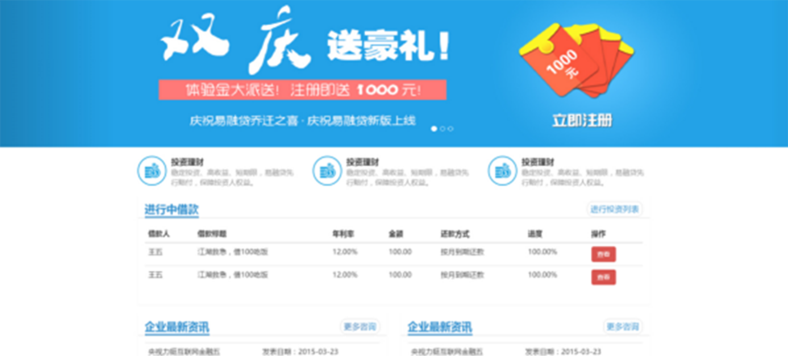 双庆 送豪礼!
体验金大派送! 注册即送 1000 元!
庆祝易融贷乔迁之喜 · 庆祝易融贷新版上线
1000
元
立即注册
投资理财
稳定投资、高收益、短期限,易融贷先
行赔付,保障投资人权益。
投资理财
稳定投资、高收益、短期限,易融贷先
行赔付,保障投资人权益。
投资理财
稳定投资、高收益、短期限,易融贷先
行赔付,保障投资人权益。
进行中借款 进行投资列表
借款人 借款标题 年利率 金额 还款方式 进度 操作
王五 江湖救急,借100吃饭 12.00% 100.00 按月到期还款 100.00% 查看
王五 江湖救急,借100吃饭 12.00% 100.00 按月到期还款 100.00% 查看
企业最新资讯 更多咨询 企业最新资讯 更多咨询
央视力挺互联网金融五 发表日期:2015-03-23 央视力挺互联网金融五 发表日期:2015-03-23